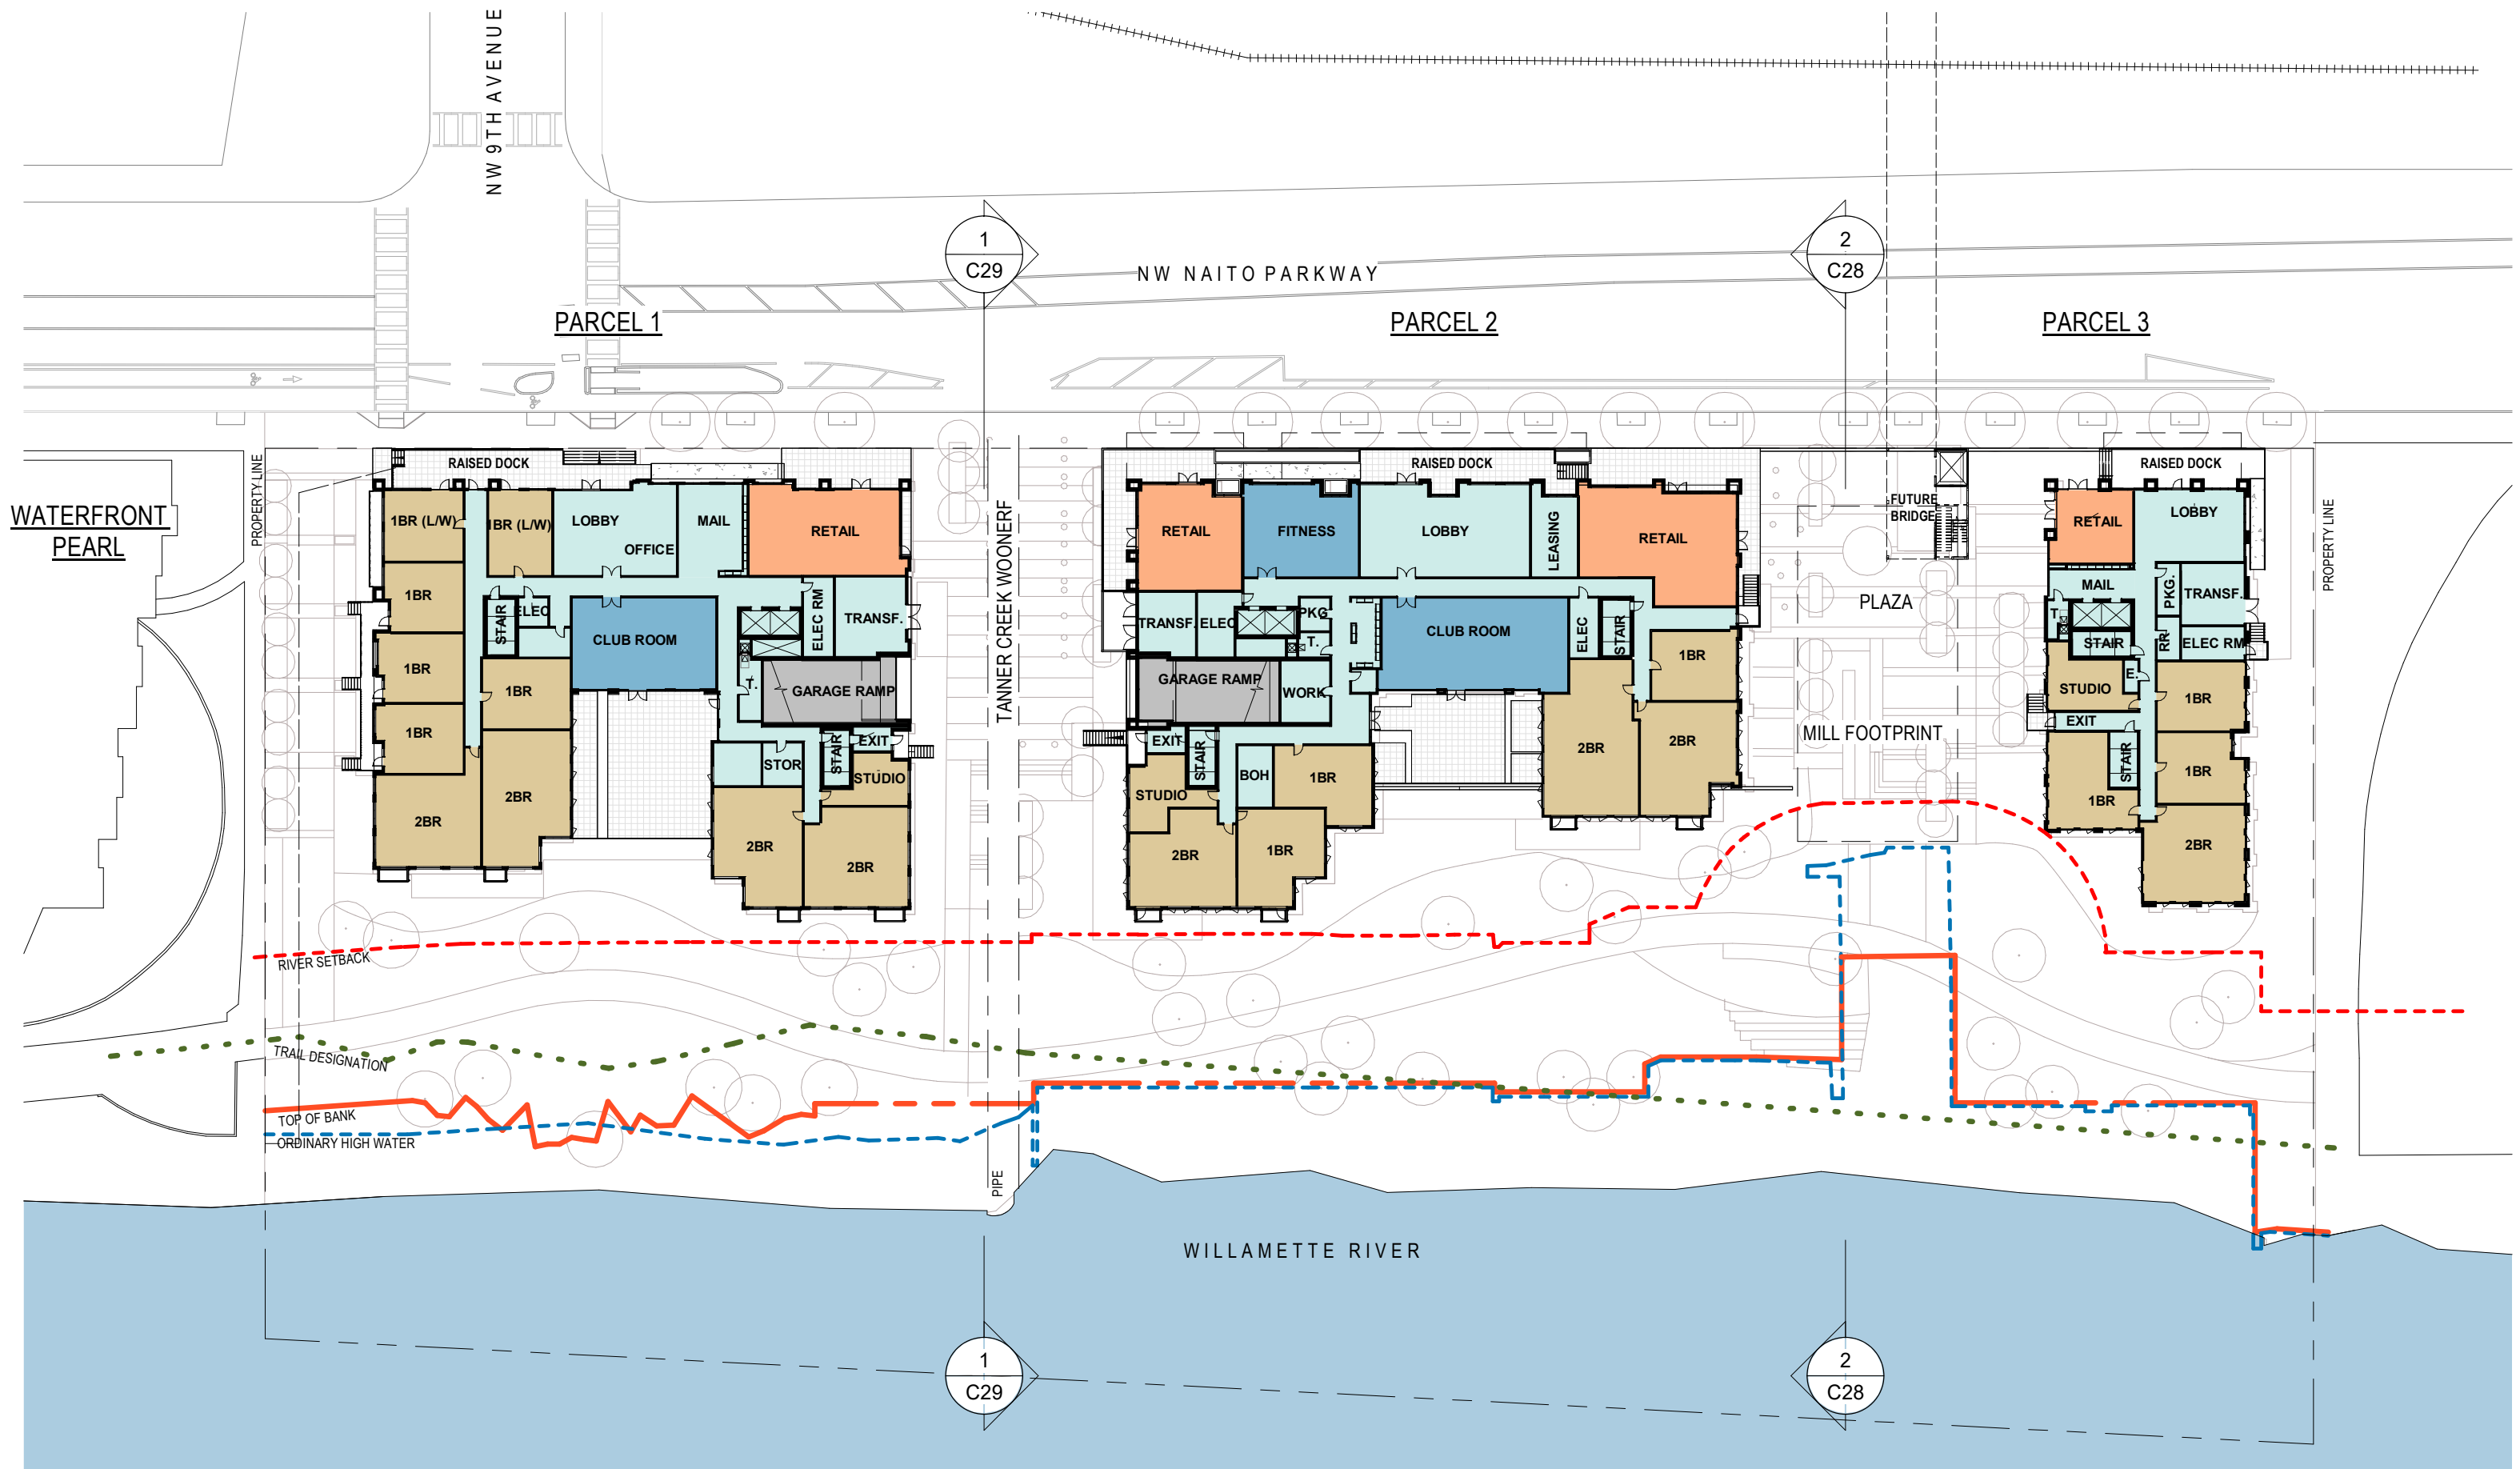 NW 9TH AVENUE
1
C29
2
C28
NW NAITO PARKWAY
PARCEL 1
PARCEL 2
PARCEL 3
WATERFRONT
PEARL
PROPERTY LINE
RAISED DOCK
1BR (L/W)
1BR (L/W)
LOBBY
OFFICE
MAIL
RETAIL
1BR
STAIR
ELEC
CLUB ROOM
ELEC RM
TRANSF.
1BR
1BR
T.
GARAGE RAMP
1BR
STOR
STAIR
EXIT
STUDIO
2BR
2BR
2BR
2BR
TANNER CREEK WOONERF
RAISED DOCK
RETAIL
FITNESS
LOBBY
LEASING
RETAIL
TRANSF.
ELEC
PKG
T.
CLUB ROOM
ELEC
STAIR
1BR
GARAGE RAMP
WORK
EXIT
STAIR
BOH
1BR
2BR
2BR
STUDIO
2BR
1BR
FUTURE
BRIDGE
PLAZA
MILL FOOTPRINT
RAISED DOCK
RETAIL
LOBBY
MAIL
PKG.
TRANSF.
T.
STAIR
RR
ELEC RM
STUDIO
E.
1BR
EXIT
STAIR
1BR
1BR
2BR
PROPERTY LINE
RIVER SETBACK
TRAIL DESIGNATION
TOP OF BANK
ORDINARY HIGH WATER
PIPE
WILLAMETTE RIVER
1
C29
2
C28